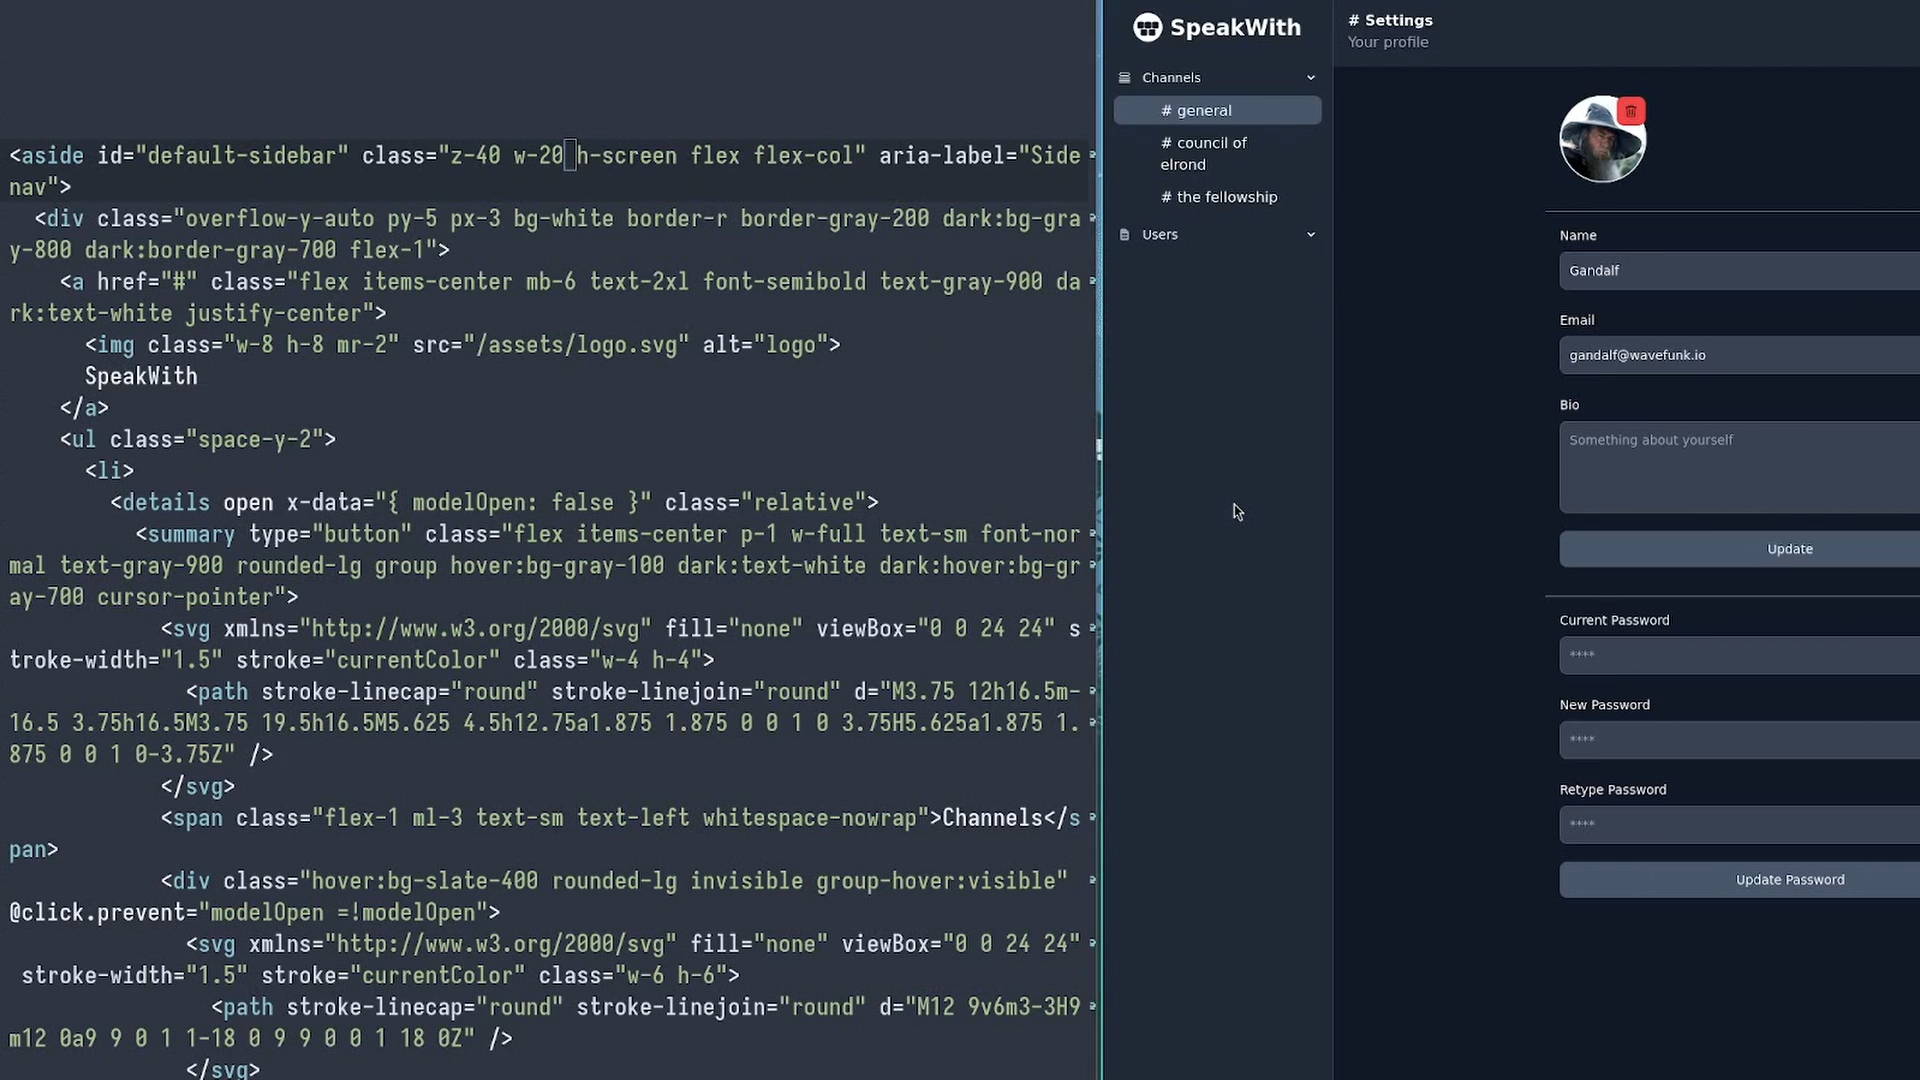 <aside id="default-sidebar" class="z-40 w-20 h-screen flex flex-col" aria-label="Side
nav">
<div class="overflow-y-auto py-5 px-3 bg-white border-r border-gray-200 dark:bg-gra
y-800 dark:border-gray-700 flex-1">
<a href="#" class="flex items-center mb-6 text-2xl font-semibold text-gray-900 da
rk:text-white justify-center">
<img class="w-8 h-8 mr-2" src="/assets/logo.svg" alt="logo">
SpeakWith
</a>
<ul class="space-y-2">
<li>
<details open x-data="{ modelOpen: false }" class="relative">
<summary type="button" class="flex items-center p-1 w-full text-sm font-nor
mal text-gray-900 rounded-lg group hover:bg-gray-100 dark:text-white dark:hover:bg-gr
ay-700 cursor-pointer">
<svg xmlns="http://www.w3.org/2000/svg" fill="none" viewBox="0 0 24 24" s
troke-width="1.5" stroke="currentColor" class="w-4 h-4">
<path stroke-linecap="round" stroke-linejoin="round" d="M3.75 12h16.5m-
16.5 3.75h16.5M3.75 19.5h16.5M5.625 4.5h12.75a1.875 1.875 0 0 1 0 3.75H5.625a1.875 1.
875 0 0 1 0-3.75Z" />
</svg>
<span class="flex-1 ml-3 text-sm text-left whitespace-nowrap">Channels</s
pan>
<div class="hover:bg-slate-400 rounded-lg invisible group-hover:visible"
@click.prevent="modelOpen =!modelOpen">
<svg xmlns="http://www.w3.org/2000/svg" fill="none" viewBox="0 0 24 24"
stroke-width="1.5" stroke="currentColor" class="w-6 h-6">
<path stroke-linecap="round" stroke-linejoin="round" d="M12 9v6m3-3H9
m12 0a9 9 0 1 1-18 0 9 9 0 0 1 18 0Z" />
</svg>
SpeakWith
Channels
# general
# council of
elrond
# the fellowship
Users
# Settings
Your profile
Name
Gandalf
Email
gandalf@wavefunk.io
Bio
Something about yourself
Update
Current Password
****
New Password
****
Retype Password
****
Update Password